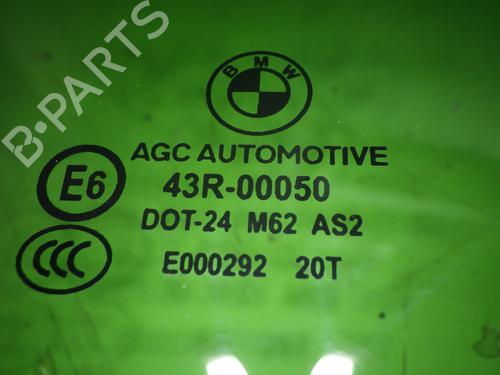 BMW
AGC AUTOMOTIVE
E6
43R-00050
DOT-24 M62 AS2
CCC
E000292 20T
B-PARTS